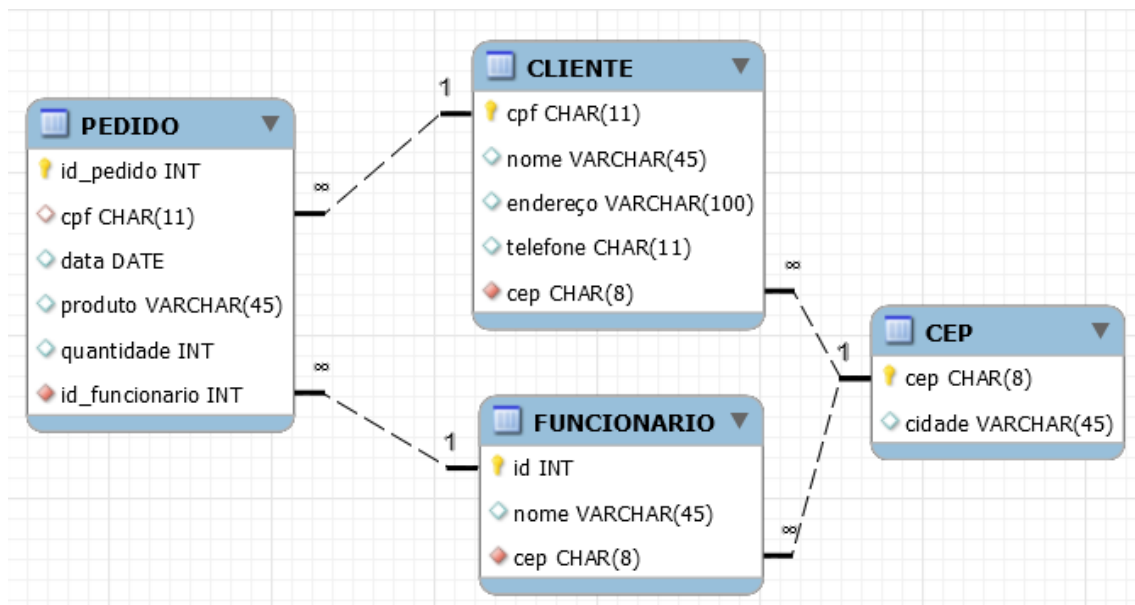 PEDIDO
id_pedido INT
cpf CHAR(11)
data DATE
produto VARCHAR(45)
quantidade INT
id_funcionario INT
∞
∞
1
1
CLIENTE
cpf CHAR(11)
nome VARCHAR(45)
endereço VARCHAR(100)
telefone CHAR(11)
cep CHAR(8)
FUNCIONARIO
id INT
nome VARCHAR(45)
cep CHAR(8)
∞
∞
1
CEP
cep CHAR(8)
cidade VARCHAR(45)